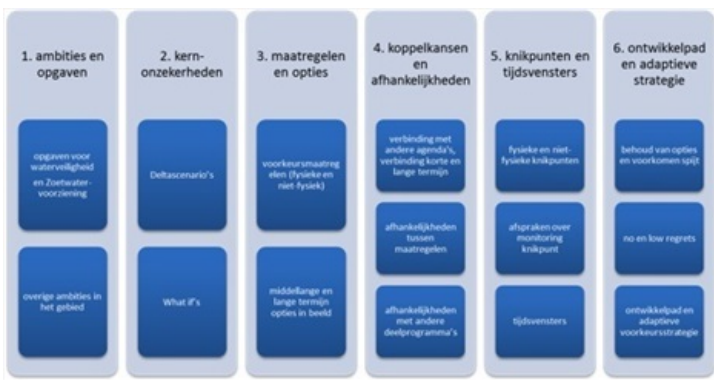 1. ambities en
opgaven
opgaven voor
waterveiligheid
en Zoetwater-
voorziening
overige ambities in
het gebied
2. kern-
onzekerheden
Deltascenario's
What if's
3. maatregelen
en opties
voorkeursmaatreg
elen (fysieke en
niet-fysiek)
middellange en
lange termijn
opties in beeld
4. koppelkansen
en
afhankelijkheden
verbinding met
andere agenda's,
verbinding korte en
lange termijn
afhankelijkheden
tussen
maatregelen
afhankelijkheden
met andere
deelprogramma's
5. knikpunten en
tijdsvensters
fysieke en niet-
fysieke knikpunten
afspraken over
monitoring
knikpunt
tijdsvensters
6. ontwikkelpad
en adaptieve
strategie
behoud van opties
en voorkomen spijt
no en low regrets
ontwikkelpad en
adaptieve
voorkeursstrategie